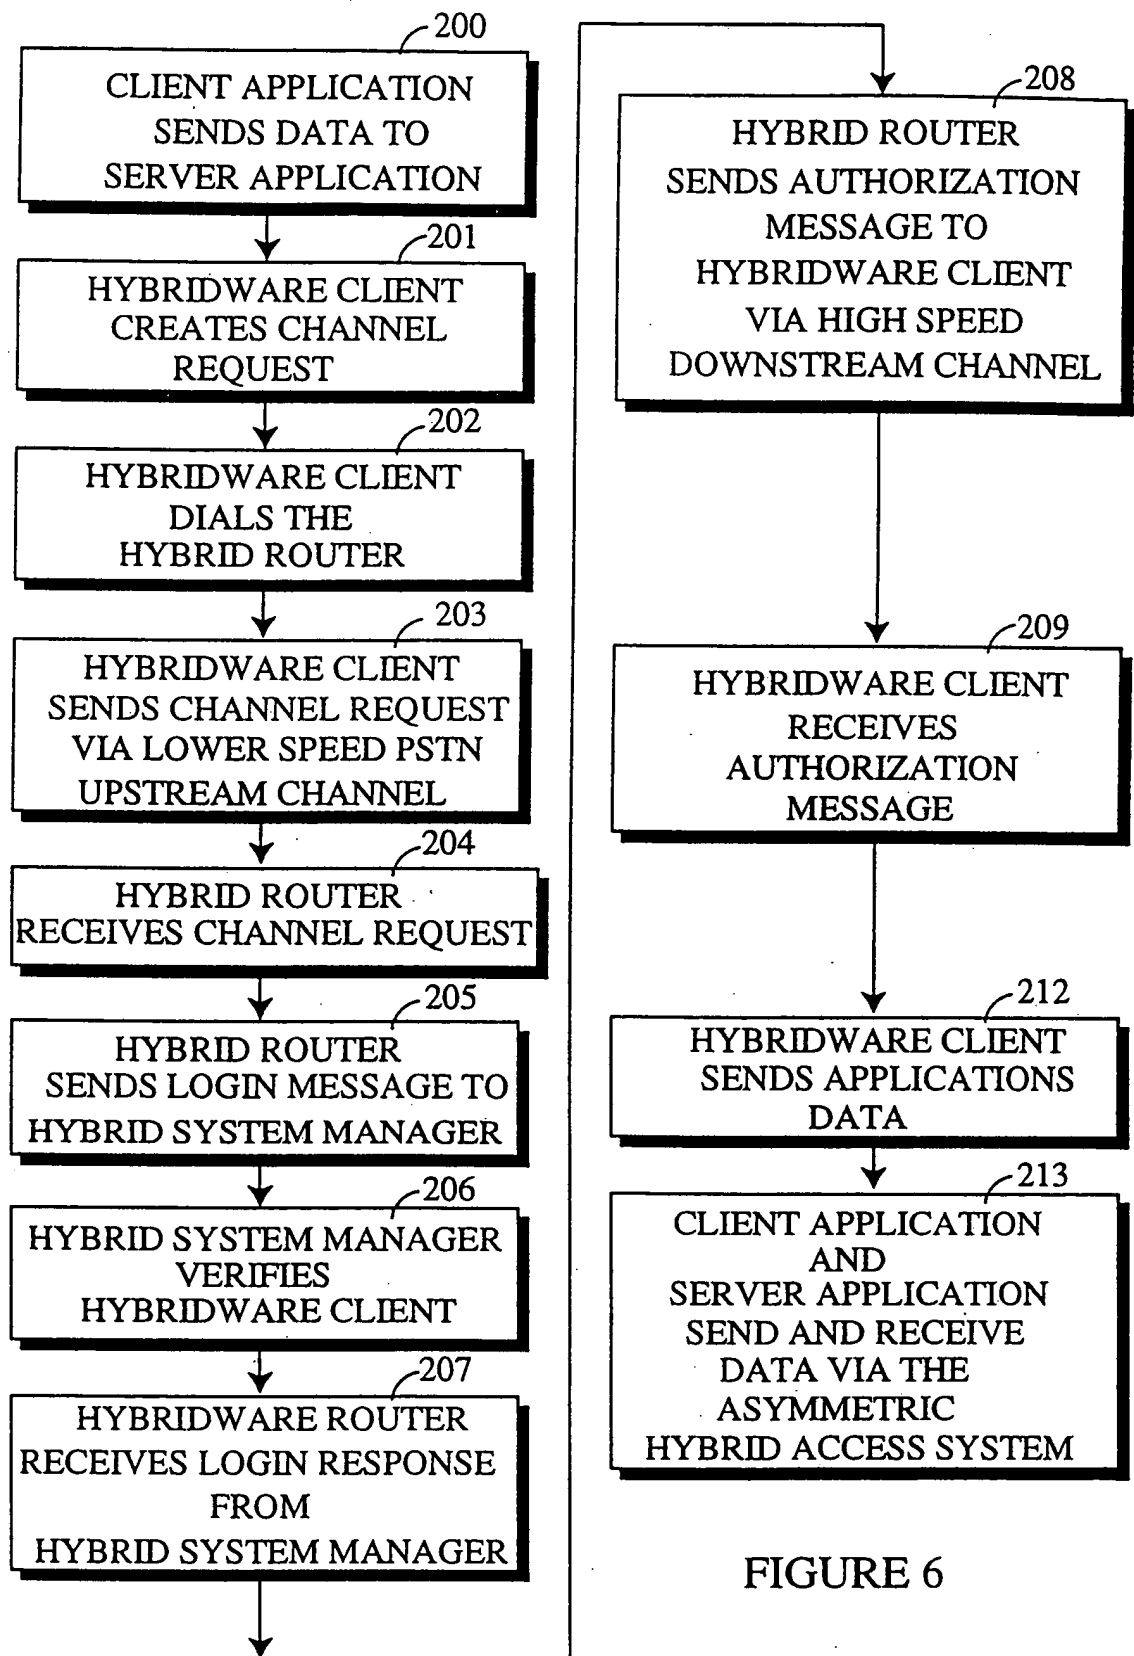 200
CLIENT APPLICATION
SENDS DATA TO
SERVER APPLICATION
201
HYBRIDWARE CLIENT
CREATES CHANNEL
REQUEST
202
HYBRIDWARE CLIENT
DIALS THE
HYBRID ROUTER
203
HYBRIDWARE CLIENT
SENDS CHANNEL REQUEST
VIA LOWER SPEED PSTN
UPSTREAM CHANNEL
204
HYBRID ROUTER
RECEIVES CHANNEL REQUEST
205
HYBRID ROUTER
SENDS LOGIN MESSAGE TO
HYBRID SYSTEM MANAGER
206
HYBRID SYSTEM MANAGER
VERIFIES
HYBRIDWARE CLIENT
207
HYBRIDWARE ROUTER
RECEIVES LOGIN RESPONSE
FROM
HYBRID SYSTEM MANAGER
208
HYBRID ROUTER
SENDS AUTHORIZATION
MESSAGE TO
HYBRIDWARE CLIENT
VIA HIGH SPEED
DOWNSTREAM CHANNEL
209
HYBRIDWARE CLIENT
RECEIVES
AUTHORIZATION
MESSAGE
212
HYBRIDWARE CLIENT
SENDS APPLICATIONS
DATA
213
CLIENT APPLICATION
AND
SERVER APPLICATION
SEND AND RECEIVE
DATA VIA THE
ASYMMETRIC
HYBRID ACCESS SYSTEM
FIGURE 6